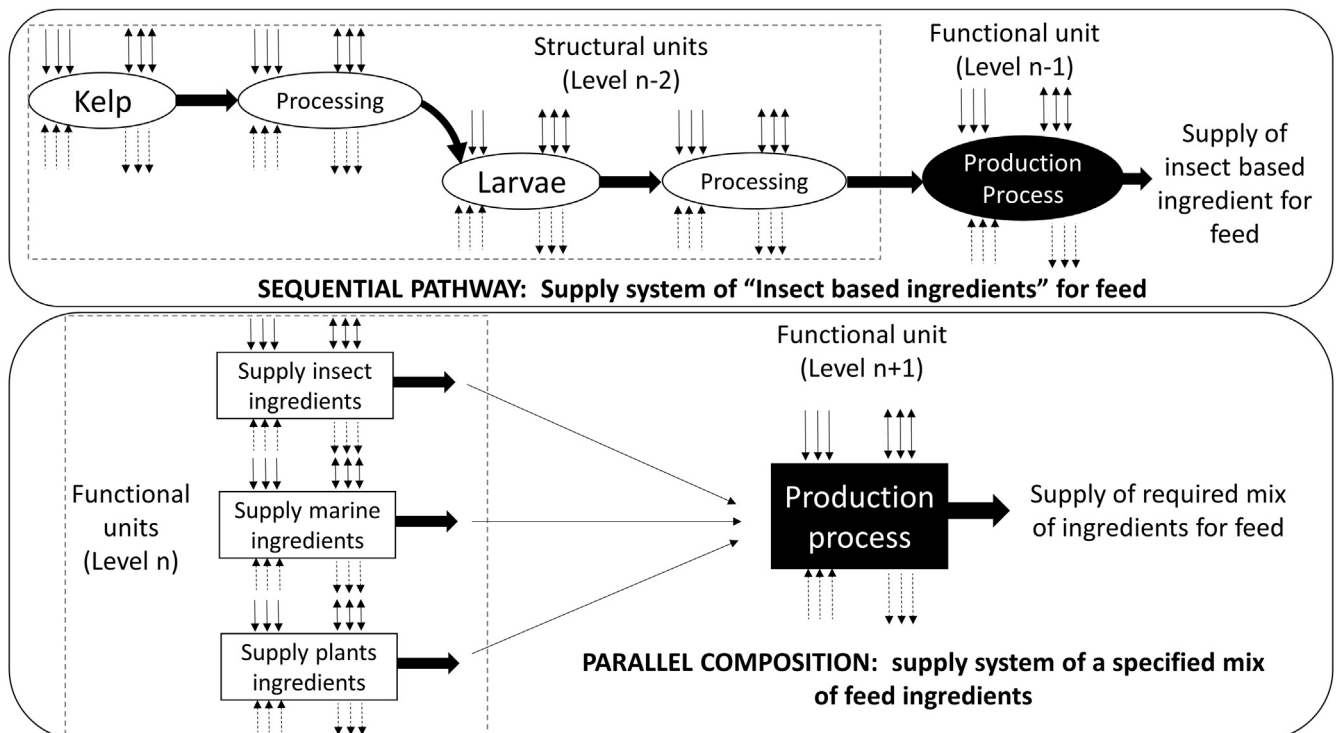 Kelp
Processing
Structural units
(Level n-2)
Larvae
Processing
Functional unit
(Level n-1)
Production
Process
Supply of
insect based
ingredient for
feed
SEQUENTIAL PATHWAY: Supply system of “Insect based ingredients” for feed
Functional
units
(Level n)
Supply insect
ingredients
Supply marine
ingredients
Supply plants
ingredients
Functional unit
(Level n+1)
Production
process
Supply of required mix
of ingredients for feed
PARALLEL COMPOSITION: supply system of a specified mix
of feed ingredients